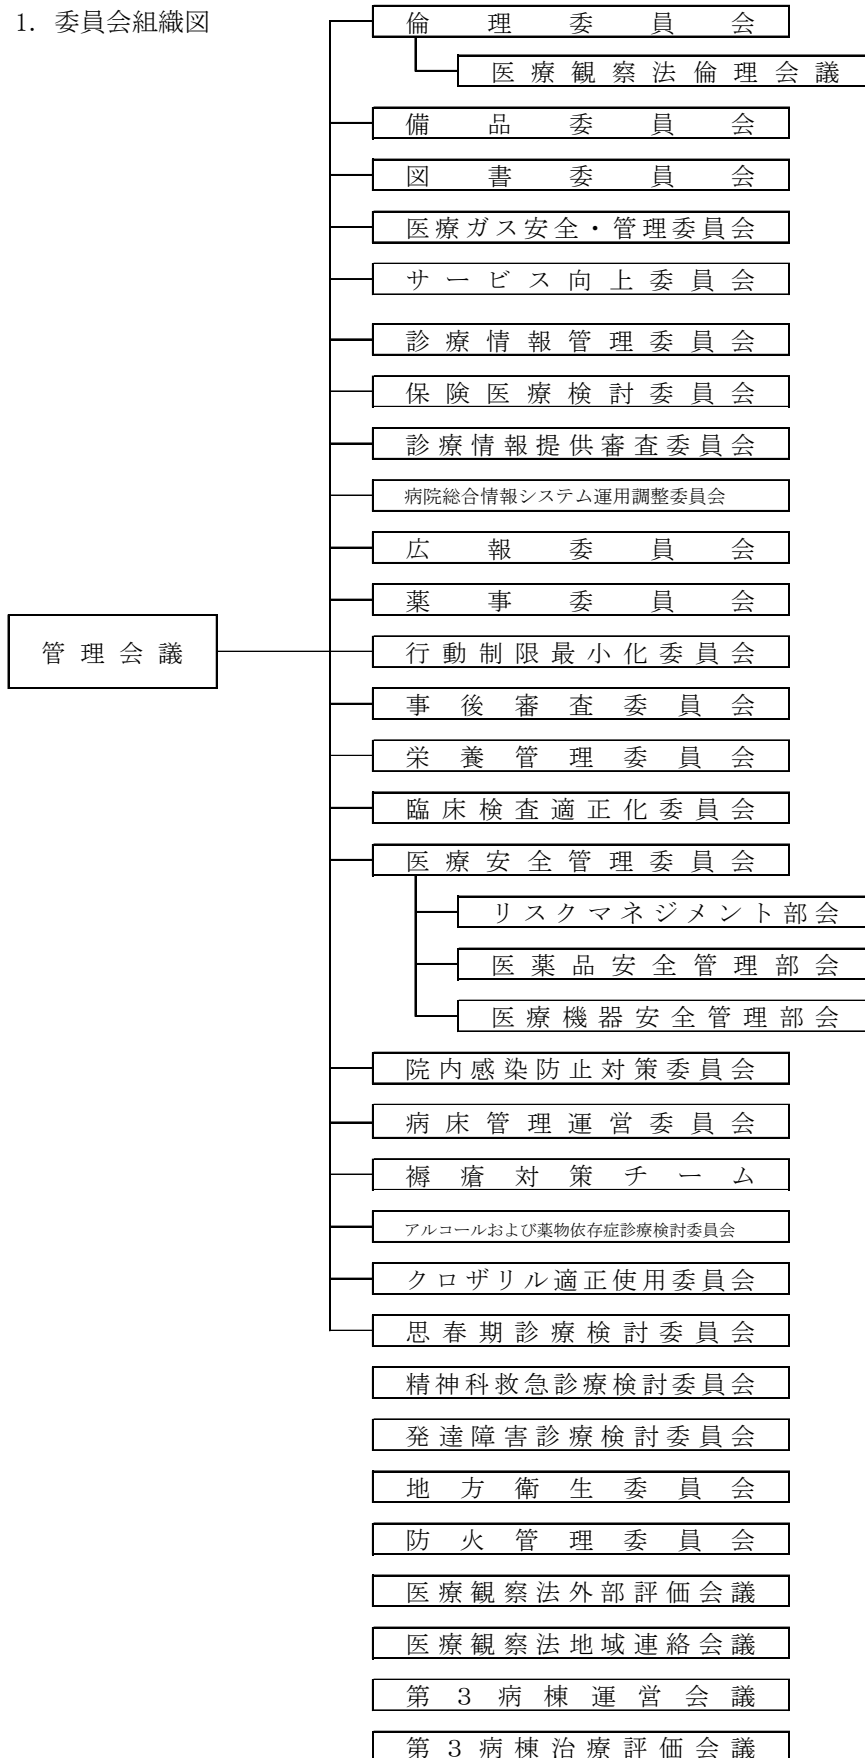 1. 委員会組織図
倫理委員会
医療観察法倫理会議
備品委員会
図書委員会
医療ガス安全・管理委員会
サービス向上委員会
診療情報管理委員会
保険医療検討委員会
診療情報提供審査委員会
病院総合情報システム運用調整委員会
広報委員会
薬事委員会
管理会議
行動制限最小化委員会
事後審査委員会
栄養管理委員会
臨床検査適正化委員会
医療安全管理委員会
リスクマネジメント部会
医薬品安全管理部会
医療機器安全管理部会
院内感染防止対策委員会
病床管理運営委員会
褥瘡対策チーム
アルコールおよび薬物依存症診療検討委員会
クロザリル適正使用委員会
思春期診療検討委員会
精神科救急診療検討委員会
発達障害診療検討委員会
地方衛生委員会
防火管理委員会
医療観察法外部評価会議
医療観察法地域連絡会議
第3病棟運営会議
第3病棟治療評価会議